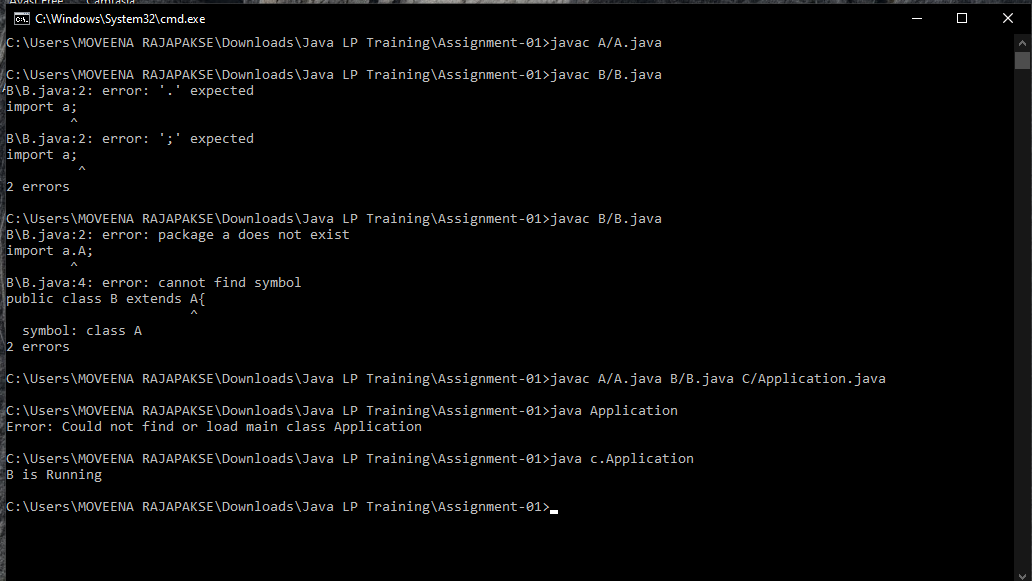 C:\Windows\System32\cmd.exe
C:\Users\MOVEENA RAJAPAKSE\Downloads\Java LP Training\Assignment-01>javac A/A.java
C:\Users\MOVEENA RAJAPAKSE\Downloads\Java LP Training\Assignment-01>javac B/B.java
B\B.java:2: error: '.' expected
import a;
^
B\B.java:2: error: ';' expected
import a;
^
2 errors
C:\Users\MOVEENA RAJAPAKSE\Downloads\Java LP Training\Assignment-01>javac B/B.java
B\B.java:2: error: package a does not exist
import a.A;
^
B\B.java:4: error: cannot find symbol
public class B extends A{
^
symbol: class A
2 errors
C:\Users\MOVEENA RAJAPAKSE\Downloads\Java LP Training\Assignment-01>javac A/A.java B/B.java C/Application.java
C:\Users\MOVEENA RAJAPAKSE\Downloads\Java LP Training\Assignment-01>java Application
Error: Could not find or load main class Application
C:\Users\MOVEENA RAJAPAKSE\Downloads\Java LP Training\Assignment-01>java c.Application
B is Running
C:\Users\MOVEENA RAJAPAKSE\Downloads\Java LP Training\Assignment-01>